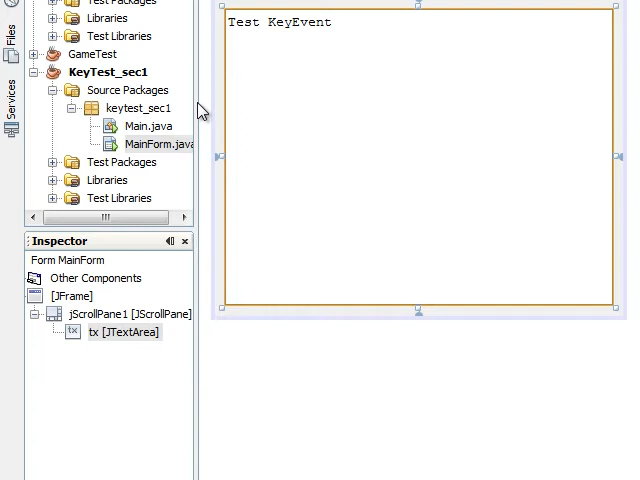 Test Packages
Libraries
Test Libraries
GameTest
KeyTest_sec1
Source Packages
keytest_sec1
Main.java
MainForm.java
Test Packages
Libraries
Test Libraries
Files
Services
Inspector
Form MainForm
Other Components
[JFrame]
jScrollPane1 [JScrollPane]
tx tx [JTextArea]
Test KeyEvent